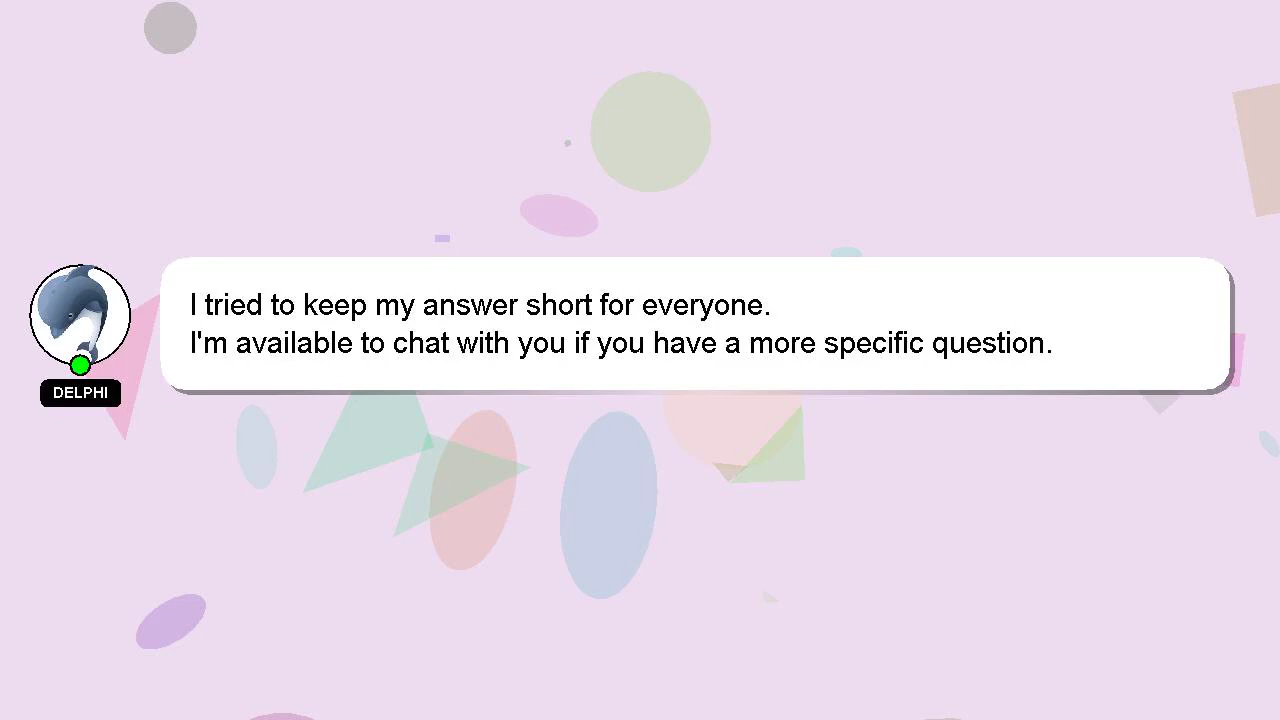 I tried to keep my answer short for everyone.
I'm available to chat with you if you have a more specific question.
DELPHI